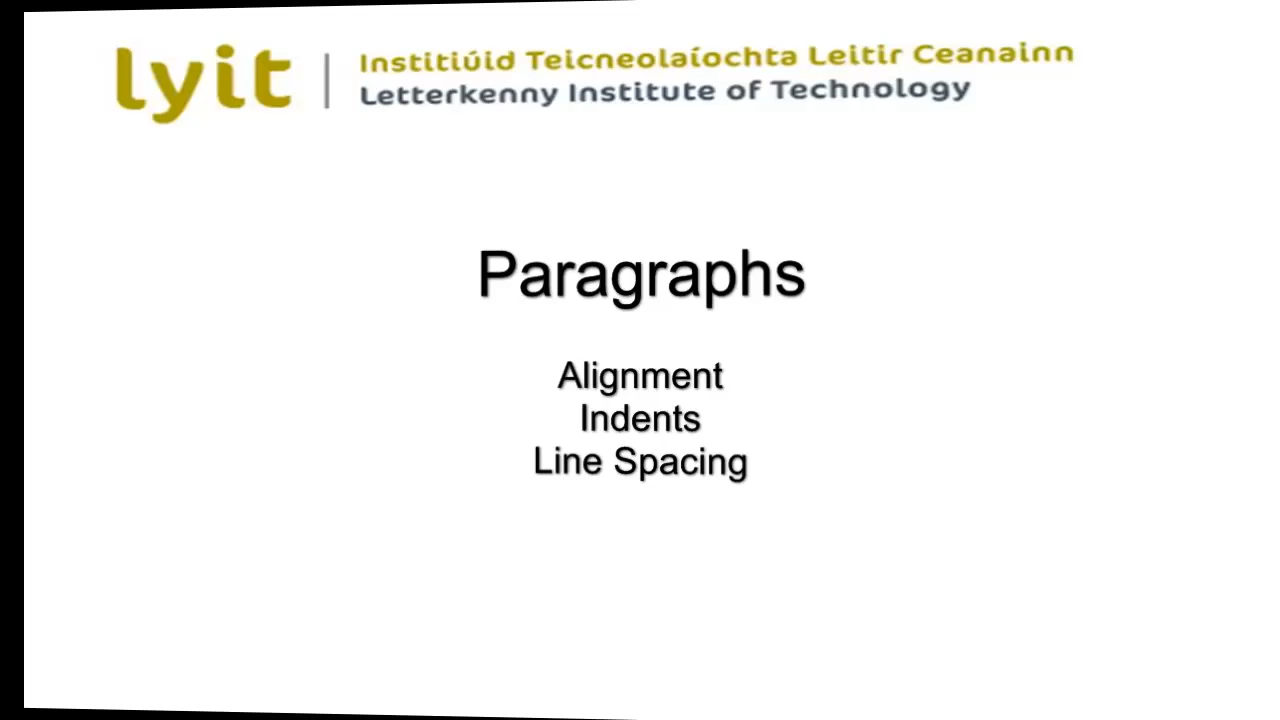 lyit
Institiúid Teicneolaíochta Leitir Ceanainn
Letterkenny Institute of Technology
Paragraphs
Alignment
Indents
Line Spacing